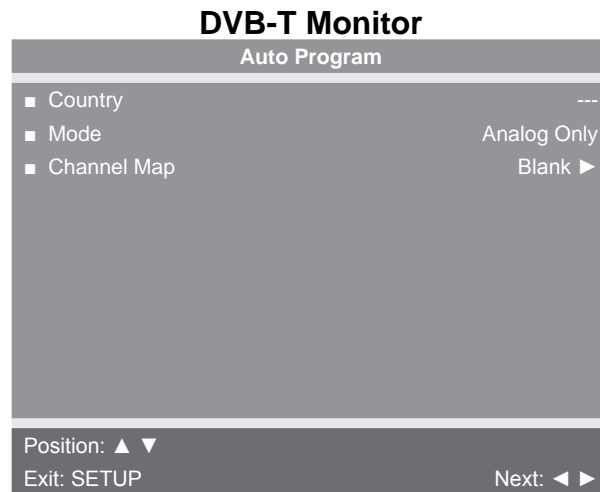 DVB-T Monitor
Auto Program
■ Country ---
■ Mode Analog Only
■ Channel Map Blank ►
Position: ▲ ▼
Exit: SETUP Next: ◄ ►